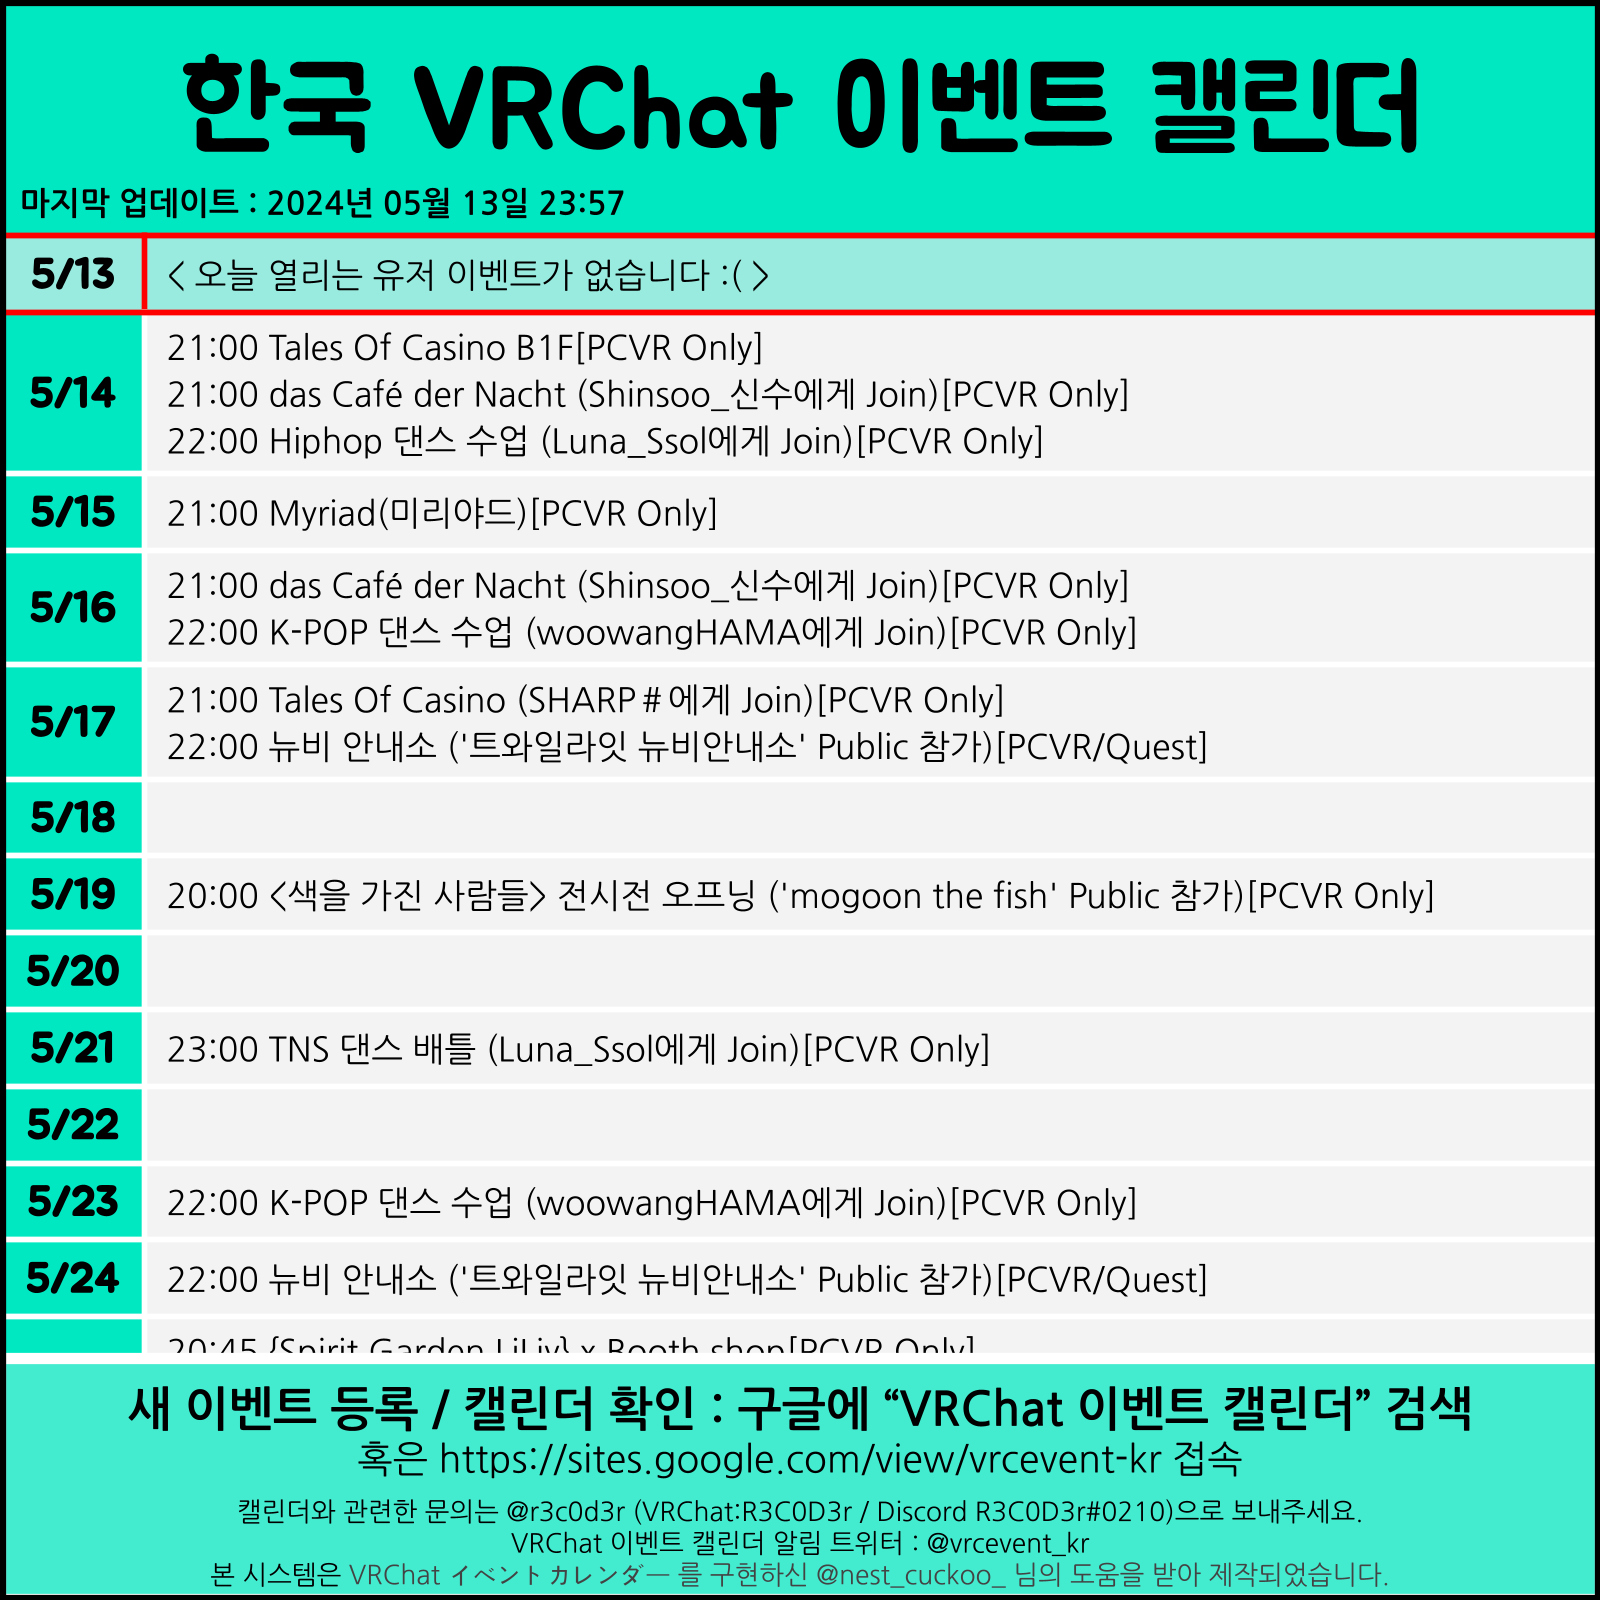 한국 VRChat 이벤트 캘린더
마지막 업데이트 : 2024년 05월 13일 23:57
5/13 < 오늘 열리는 유저 이벤트가 없습니다 :( >
5/14
21:00 Tales Of Casino B1F[PCVR Only]
21:00 das Café der Nacht (Shinsoo_신수에게 Join)[PCVR Only]
22:00 Hiphop 댄스 수업 (Luna_Ssol에게 Join)[PCVR Only]
5/15 21:00 Myriad(미리야드)[PCVR Only]
5/16
21:00 das Café der Nacht (Shinsoo_신수에게 Join)[PCVR Only]
22:00 K-POP 댄스 수업 (woowangHAMA에게 Join)[PCVR Only]
5/17
21:00 Tales Of Casino (SHARP＃에게 Join)[PCVR Only]
22:00 뉴비 안내소 ('트와일라잇 뉴비안내소' Public 참가)[PCVR/Quest]
5/18
5/19 20:00 <색을 가진 사람들> 전시전 오프닝 ('mogoon the fish' Public 참가)[PCVR Only]
5/20
5/21 23:00 TNS 댄스 배틀 (Luna_Ssol에게 Join)[PCVR Only]
5/22
5/23 22:00 K-POP 댄스 수업 (woowangHAMA에게 Join)[PCVR Only]
5/24 22:00 뉴비 안내소 ('트와일라잇 뉴비안내소' Public 참가)[PCVR/Quest]
20:45 {Spirit Garden LiLiy} x Booth shop[PCVR Only]
새 이벤트 등록 / 캘린더 확인 : 구글에 “VRChat 이벤트 캘린더” 검색
혹은 https://sites.google.com/view/vrcevent-kr 접속
캘린더와 관련한 문의는 @r3c0d3r (VRChat:R3C0D3r / Discord R3C0D3r#0210)으로 보내주세요.
VRChat 이벤트 캘린더 알림 트위터 : @vrcevent_kr
본 시스템은 VRChat イベントカレンダー 를 구현하신 @nest_cuckoo_ 님의 도움을 받아 제작되었습니다.